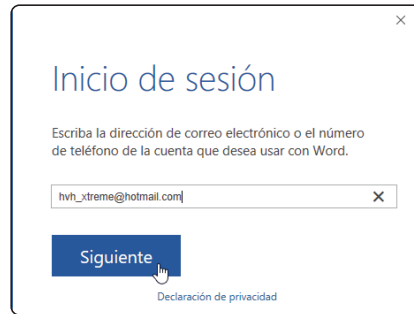 Inicio de sesión
Escriba la dirección de correo electrónico o el número
de teléfono de la cuenta que desea usar con Word.
hvh_xtreme@hotmail.com
Siguiente
Declaración de privacidad